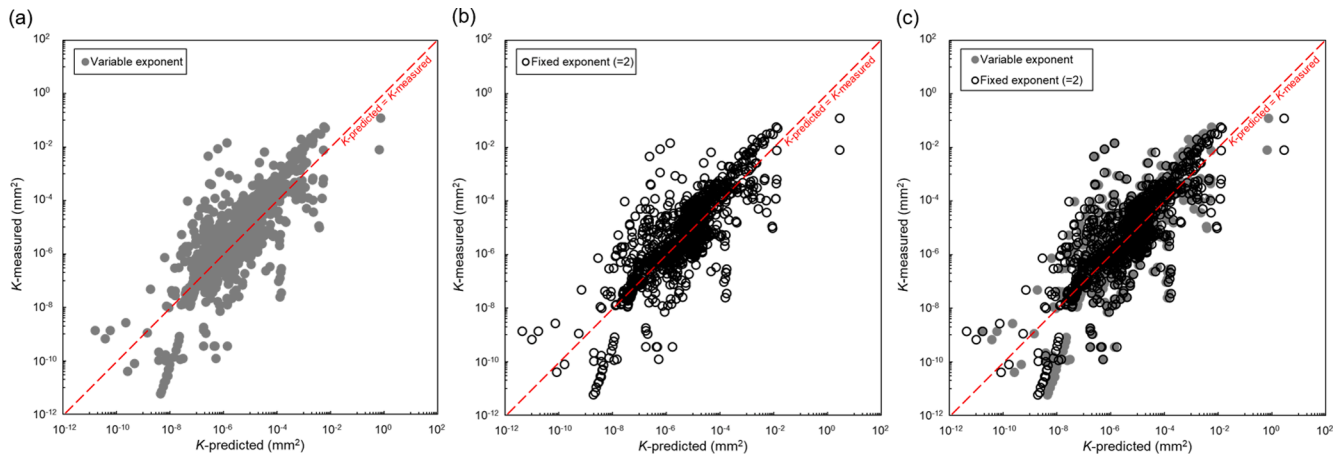 (a)
Variable exponent
K-predicted = K-measured
10²
10⁰
10⁻²
10⁻⁴
10⁻⁶
10⁻⁸
10⁻¹⁰
10⁻¹²
K-measured (mm²)
10⁻¹² 10⁻¹⁰ 10⁻⁸ 10⁻⁶ 10⁻⁴ 10⁻² 10⁰ 10²
K-predicted (mm²)
(b)
Fixed exponent (=2)
K-predicted = K-measured
10²
10⁰
10⁻²
10⁻⁴
10⁻⁶
10⁻⁸
10⁻¹⁰
10⁻¹²
K-measured (mm²)
10⁻¹² 10⁻¹⁰ 10⁻⁸ 10⁻⁶ 10⁻⁴ 10⁻² 10⁰ 10²
K-predicted (mm²)
(c)
Variable exponent
Fixed exponent (=2)
K-predicted = K-measured
10²
10⁰
10⁻²
10⁻⁴
10⁻⁶
10⁻⁸
10⁻¹⁰
10⁻¹²
K-measured (mm²)
10⁻¹² 10⁻¹⁰ 10⁻⁸ 10⁻⁶ 10⁻⁴ 10⁻² 10⁰ 10²
K-predicted (mm²)